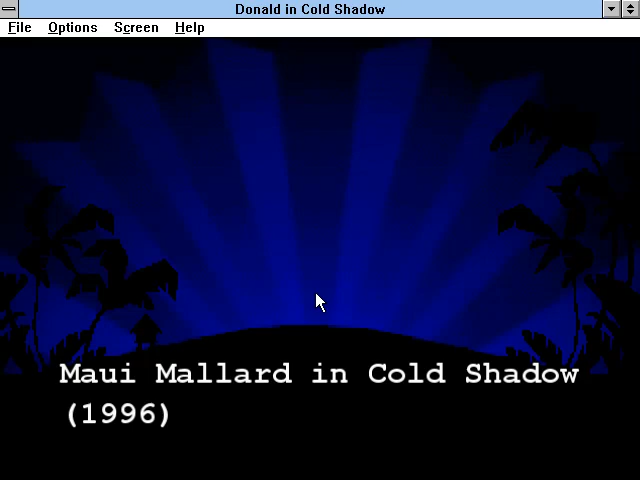 Donald in Cold Shadow
File Options Screen Help
Maui Mallard in Cold Shadow
(1996)